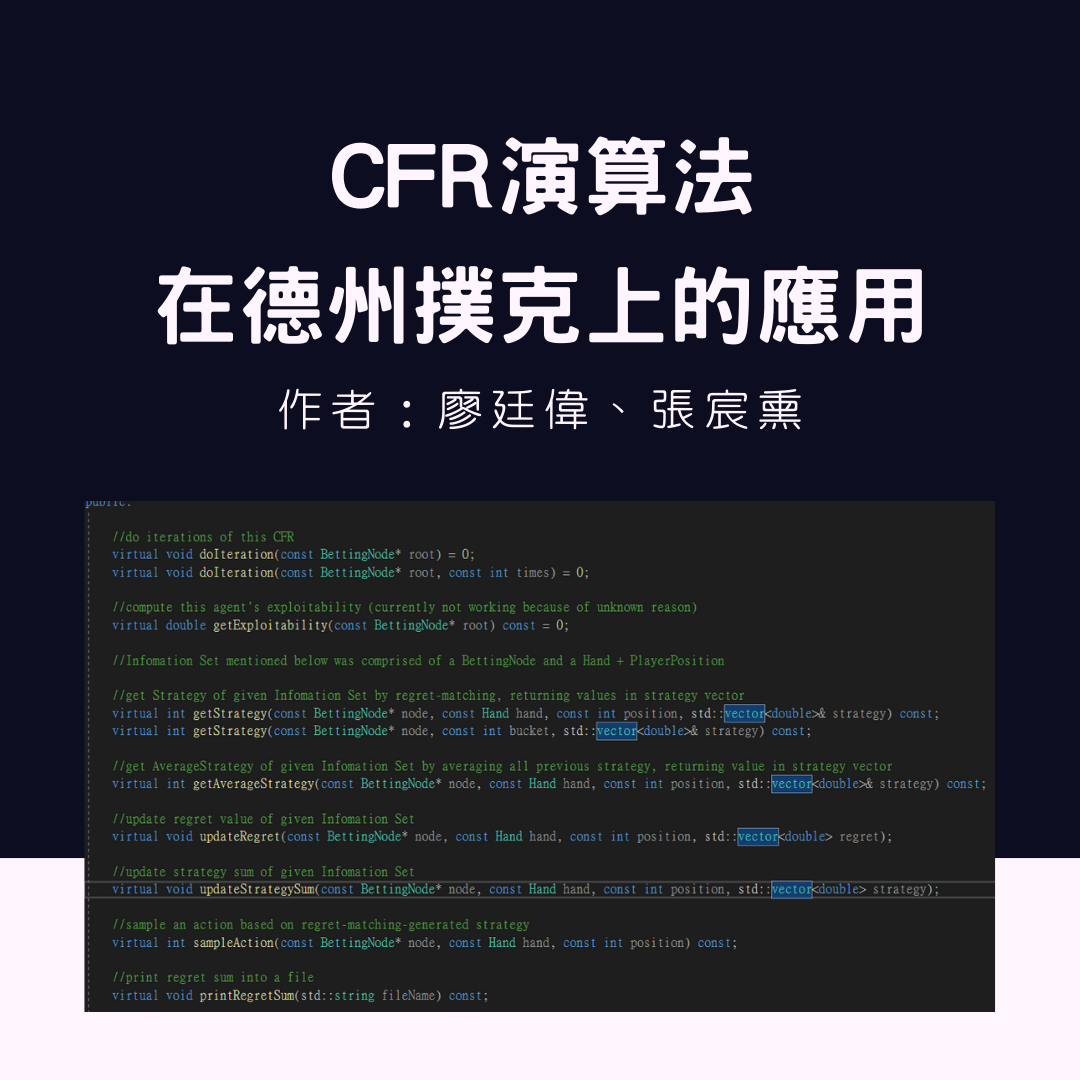 CFR演算法
在德州撲克上的應用
作者：廖廷偉、張宸熏
public:
//do iterations of this CFR
virtual void doIteration(const BettingNode* root) = 0;
virtual void doIteration(const BettingNode* root, const int times) = 0;
//compute this agent's exploitability (currently not working because of unknown reason)
virtual double getExploitability(const BettingNode* root) const = 0;
//Infomation Set mentioned below was comprised of a BettingNode and a Hand + PlayerPosition
//get Strategy of given Infomation Set by regret-matching, returning values in strategy vector
virtual int getStrategy(const BettingNode* node, const Hand hand, const int position, std::vector<double>& strategy) const;
virtual int getStrategy(const BettingNode* node, const int bucket, std::vector<double>& strategy) const;
//get AverageStrategy of given Infomation Set by averaging all previous strategy, returning value in strategy vector
virtual int getAverageStrategy(const BettingNode* node, const Hand hand, const int position, std::vector<double>& strategy) const;
//update regret value of given Infomation Set
virtual void updateRegret(const BettingNode* node, const Hand hand, const int position, std::vector<double> regret);
//update strategy sum of given Infomation Set
virtual void updateStrategySum(const BettingNode* node, const Hand hand, const int position, std::vector<double> strategy);
//sample an action based on regret-matching-generated strategy
virtual int sampleAction(const BettingNode* node, const Hand hand, const int position) const;
//print regret sum into a file
virtual void printRegretSum(std::string fileName) const;